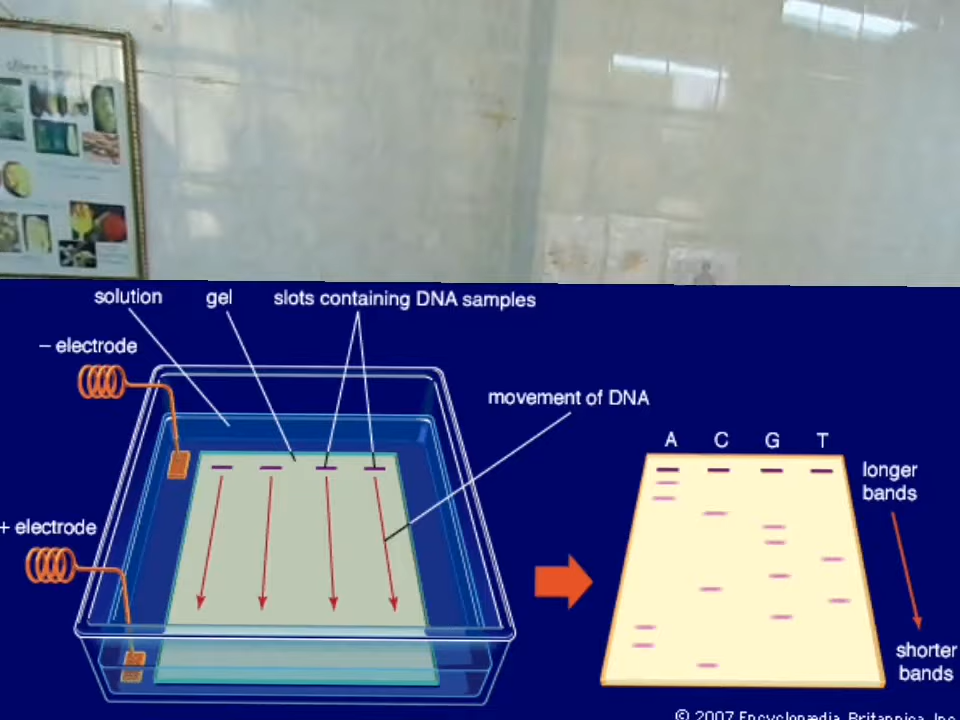 solution
gel
slots containing DNA samples
– electrode
movement of DNA
A C G T
longer
bands
+ electrode
shorter
bands
© 2007 Encyclopædia Britannica, Inc.